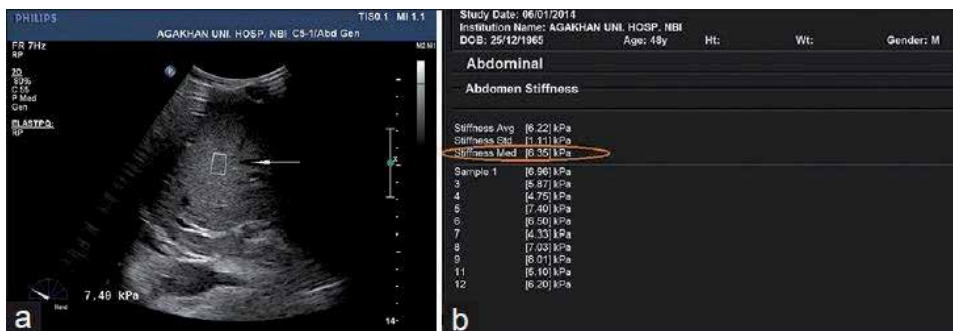 PHILIPS
TIS0.1 MI 1.1
AGAKHAN UNI. HOSP, NBI C5-1/Abd Gen
FR 7Hz
RP
2D
80%
C 55
P Med
Gen
ELASTPQ:
RP
M2 M1
x
7.40 kPa
14-
a
Study Date: 06/01/2014
Institution Name: AGAKHAN UNI. HOSP. NBI
DOB: 25/12/1965 Age: 48y Ht: Wt: Gender: M
Abdominal
Abdomen Stiffness
Stiffness Avg [6.22] kPa
Stiffness Std [1.11] kPa
Stiffness Med [6.35] kPa
Sample 1 [6.96] kPa
3 [5.87] kPa
4 [4.75] kPa
5 [7.40] kPa
6 [6.50] kPa
7 [4.33] kPa
8 [7.03] kPa
9 [8.01] kPa
11 [5.10] kPa
12 [6.20] kPa
b